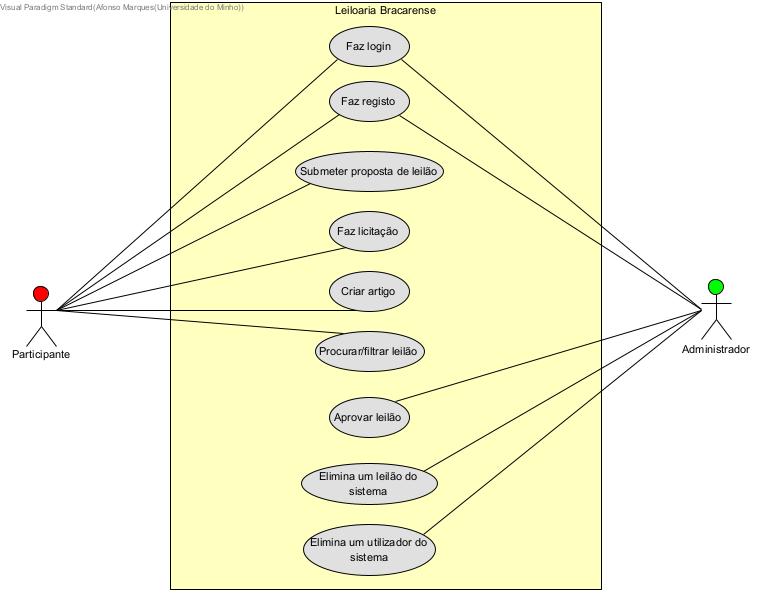 Visual Paradigm Standard(Afonso Marques(Universidade do Minho))
Leiloaria Bracarense
Faz login
Faz registo
Submeter proposta de leilão
Faz licitação
Criar artigo
Procurar/filtrar leilão
Participante
Administrador
Aprovar leilão
Elimina um leilão do
sistema
Elimina um utilizador do
sistema